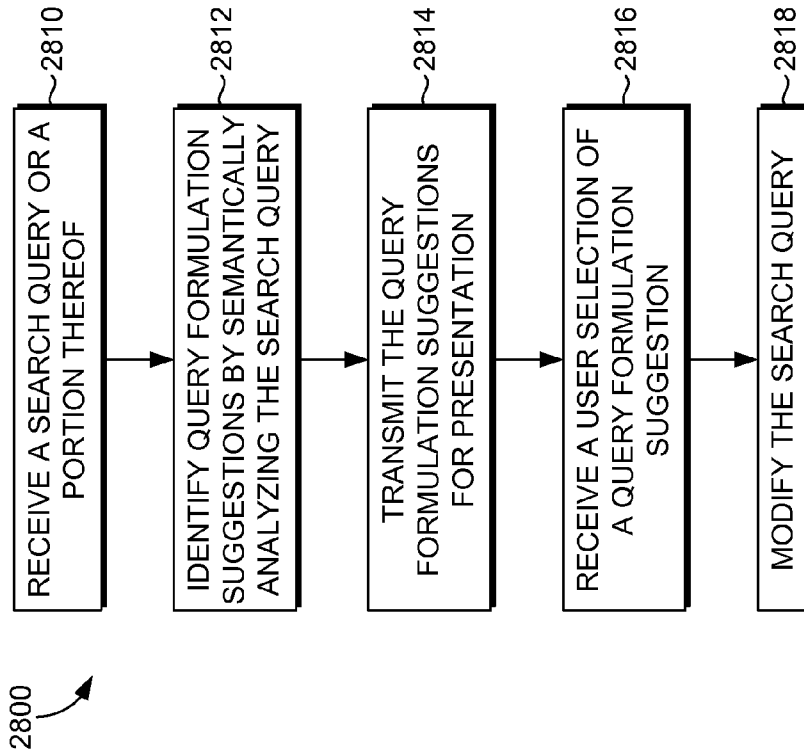 2800
RECEIVE A SEARCH QUERY OR A
PORTION THEREOF
2810
IDENTIFY QUERY FORMULATION
SUGGESTIONS BY SEMANTICALLY
ANALYZING THE SEARCH QUERY
2812
TRANSMIT THE QUERY
FORMULATION SUGGESTIONS
FOR PRESENTATION
2814
RECEIVE A USER SELECTION OF
A QUERY FORMULATION
SUGGESTION
2816
MODIFY THE SEARCH QUERY
2818